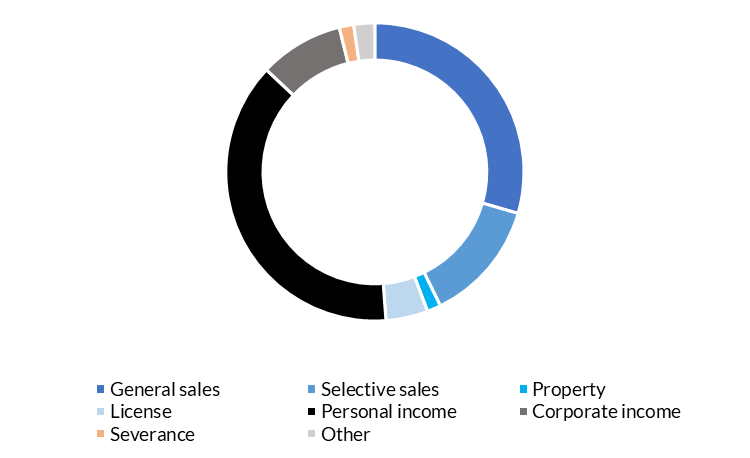 General sales Selective sales Property
License Personal income Corporate income
Severance Other